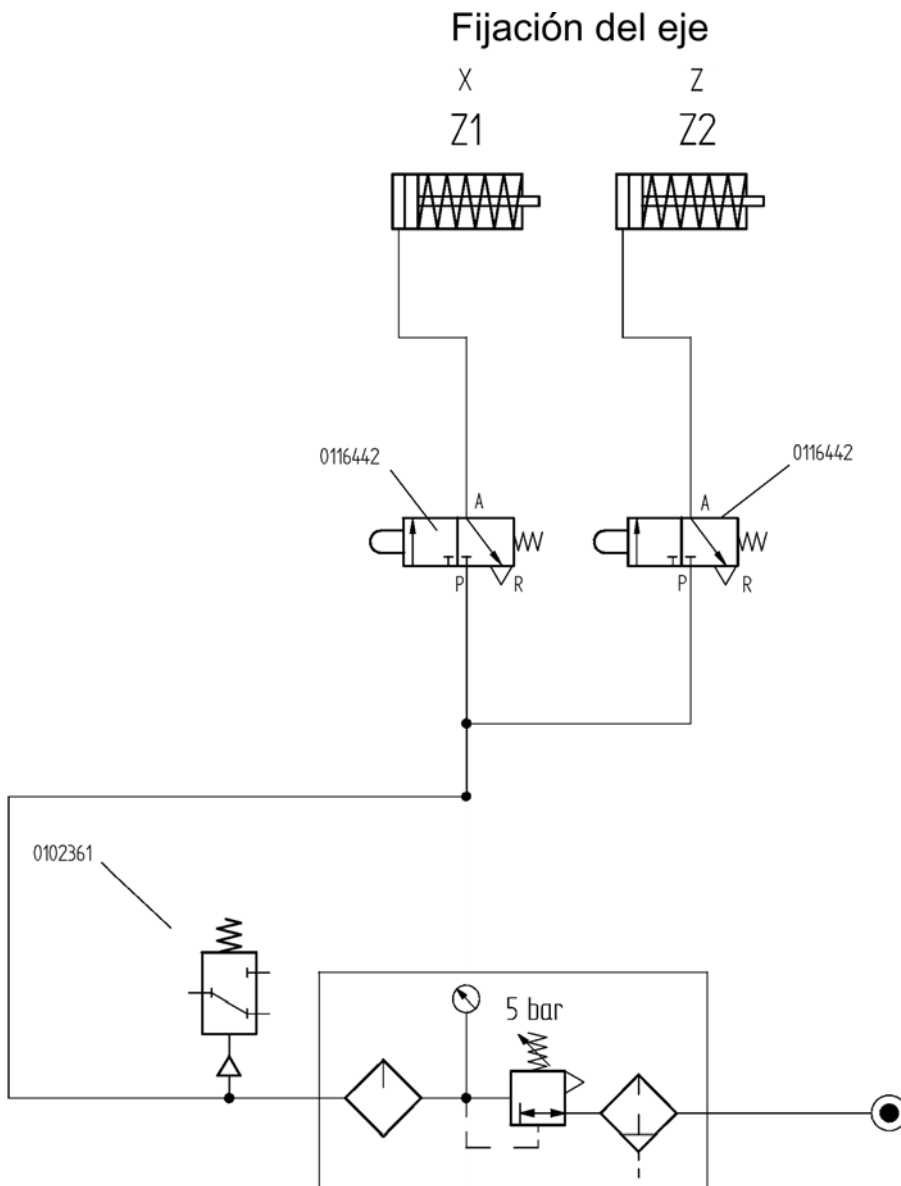 Fijación del eje
X Z
Z1 Z2
0116442 0116442
A A
P R P R
0102361
5 bar